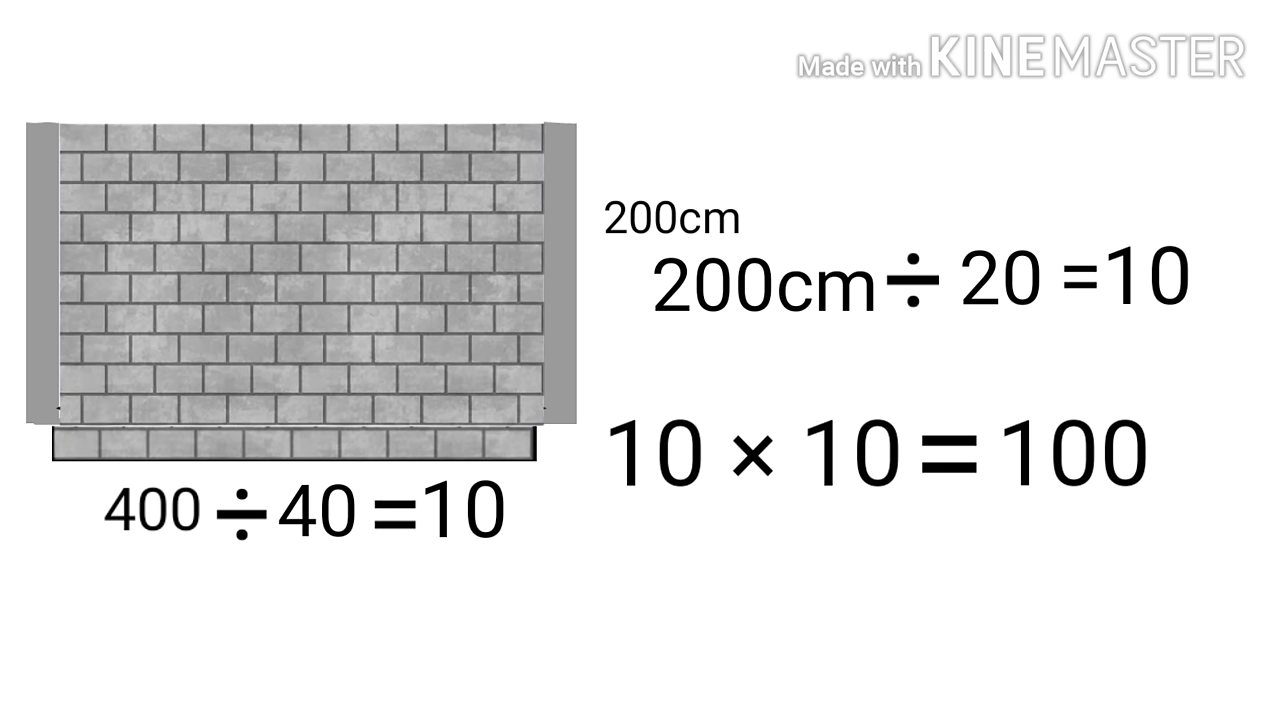 Made with KINEMASTER
200cm
200cm ÷ 20 =10
10 × 10 = 100
400 ÷ 40 =10